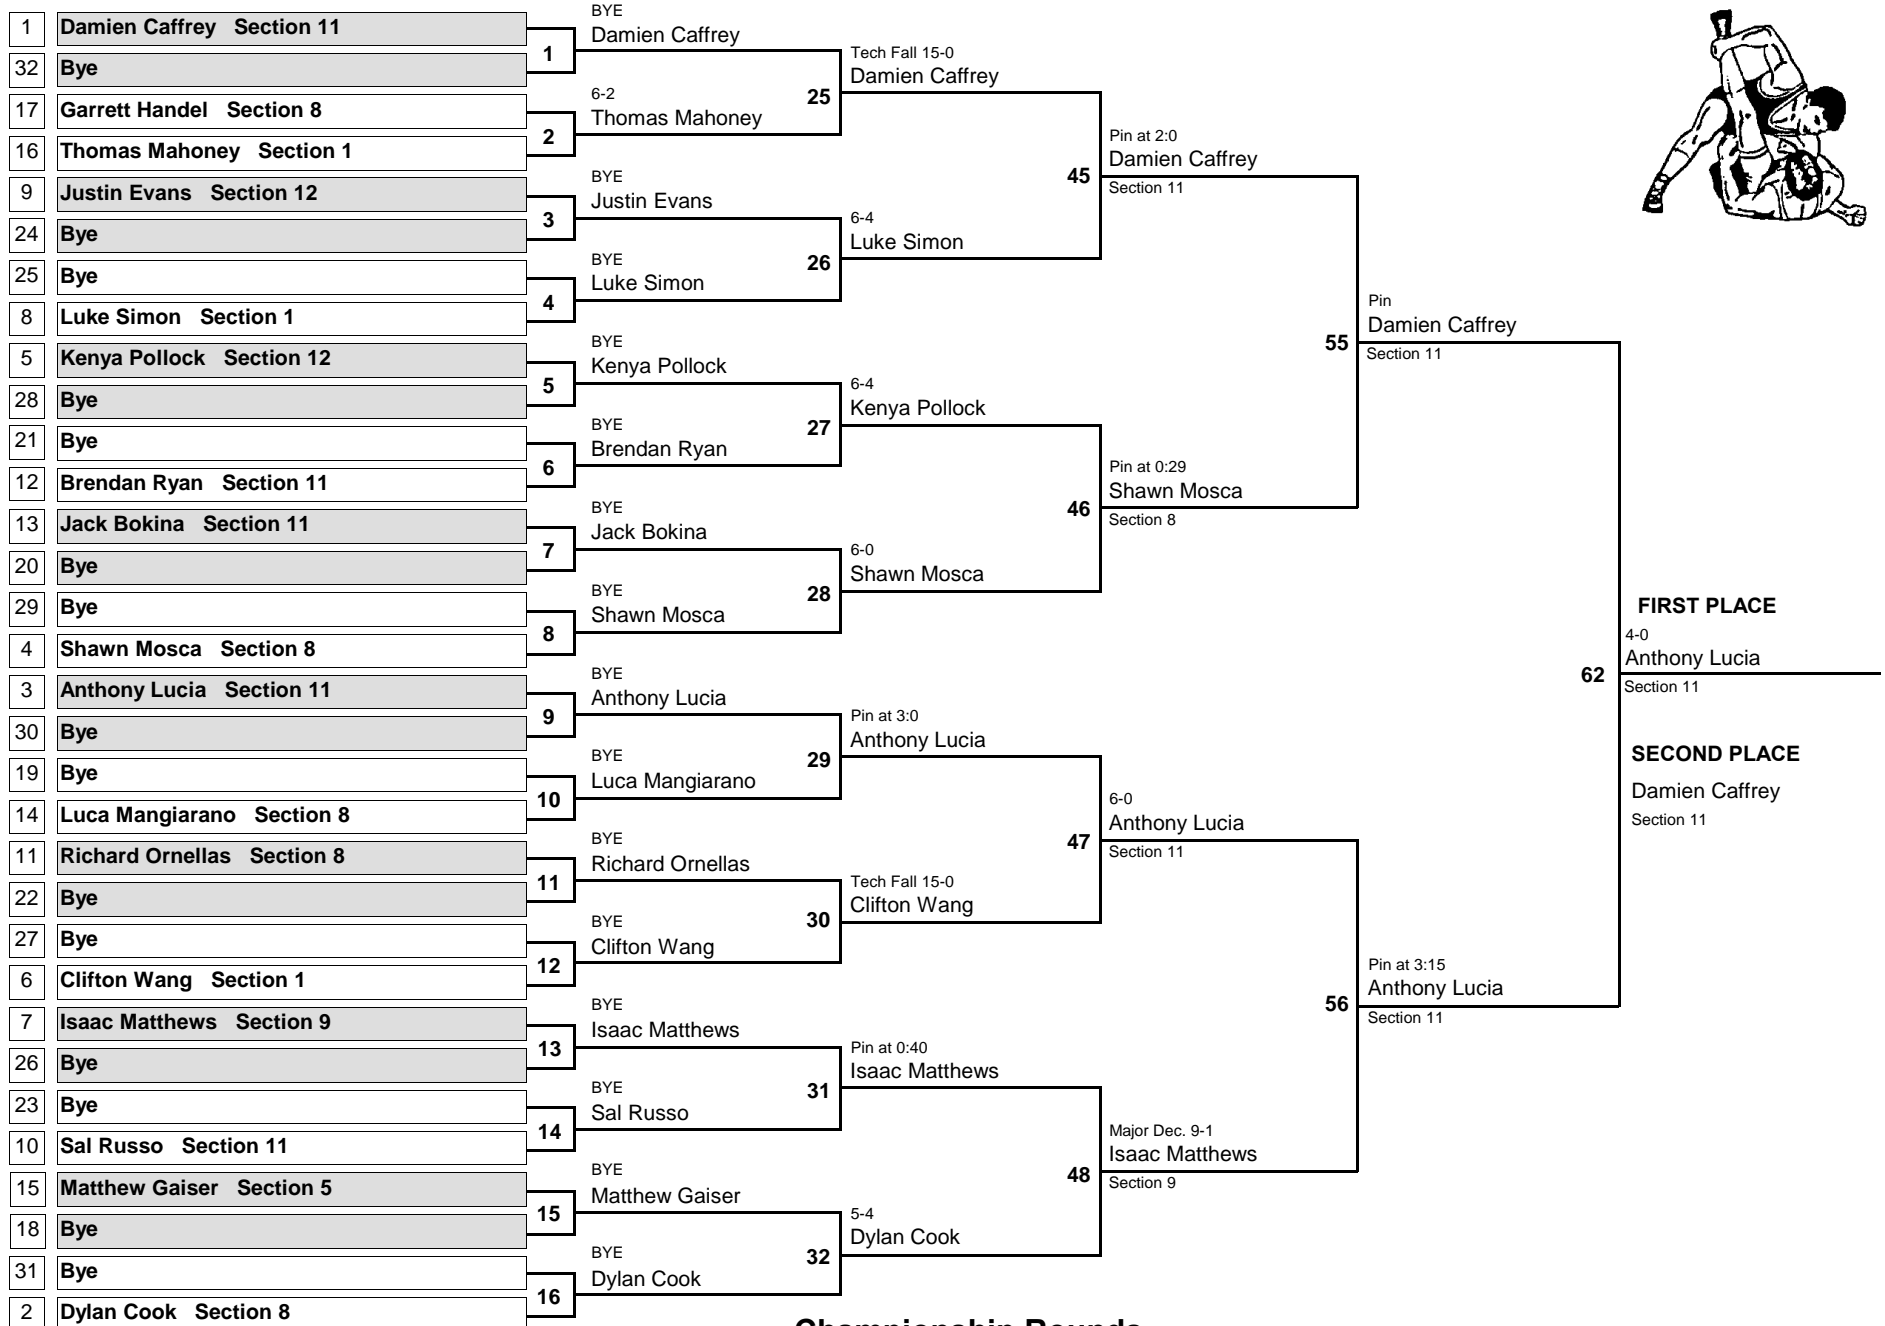 1 Damien Caffrey Section 11
32 Bye
17 Garrett Handel Section 8
16 Thomas Mahoney Section 1
9 Justin Evans Section 12
24 Bye
25 Bye
8 Luke Simon Section 1
5 Kenya Pollock Section 12
28 Bye
21 Bye
12 Brendan Ryan Section 11
13 Jack Bokina Section 11
20 Bye
29 Bye
4 Shawn Mosca Section 8
3 Anthony Lucia Section 11
30 Bye
19 Bye
14 Luca Mangiarano Section 8
11 Richard Ornellas Section 8
22 Bye
27 Bye
6 Clifton Wang Section 1
7 Isaac Matthews Section 9
26 Bye
23 Bye
10 Sal Russo Section 11
15 Matthew Gaiser Section 5
18 Bye
31 Bye
2 Dylan Cook Section 8
1
2
3
4
5
6
7
8
9
10
11
12
13
14
15
16
BYE
Damien Caffrey
6-2
Thomas Mahoney
BYE
Justin Evans
BYE
Luke Simon
BYE
Kenya Pollock
BYE
Brendan Ryan
BYE
Jack Bokina
BYE
Shawn Mosca
BYE
Anthony Lucia
BYE
Luca Mangiarano
BYE
Richard Ornellas
BYE
Clifton Wang
BYE
Isaac Matthews
BYE
Sal Russo
BYE
Matthew Gaiser
BYE
Dylan Cook
25
26
27
28
29
30
31
32
Tech Fall 15-0
Damien Caffrey
6-4
Luke Simon
6-4
Kenya Pollock
6-0
Shawn Mosca
Pin at 3:0
Anthony Lucia
Tech Fall 15-0
Clifton Wang
Pin at 0:40
Isaac Matthews
5-4
Dylan Cook
45
46
47
48
Pin at 2:0
Damien Caffrey
Section 11
Pin at 0:29
Shawn Mosca
Section 8
6-0
Anthony Lucia
Section 11
Major Dec. 9-1
Isaac Matthews
Section 9
55
56
Pin
Damien Caffrey
Section 11
Pin at 3:15
Anthony Lucia
Section 11
62
FIRST PLACE
4-0
Anthony Lucia
Section 11
SECOND PLACE
Damien Caffrey
Section 11
Championship Rounds